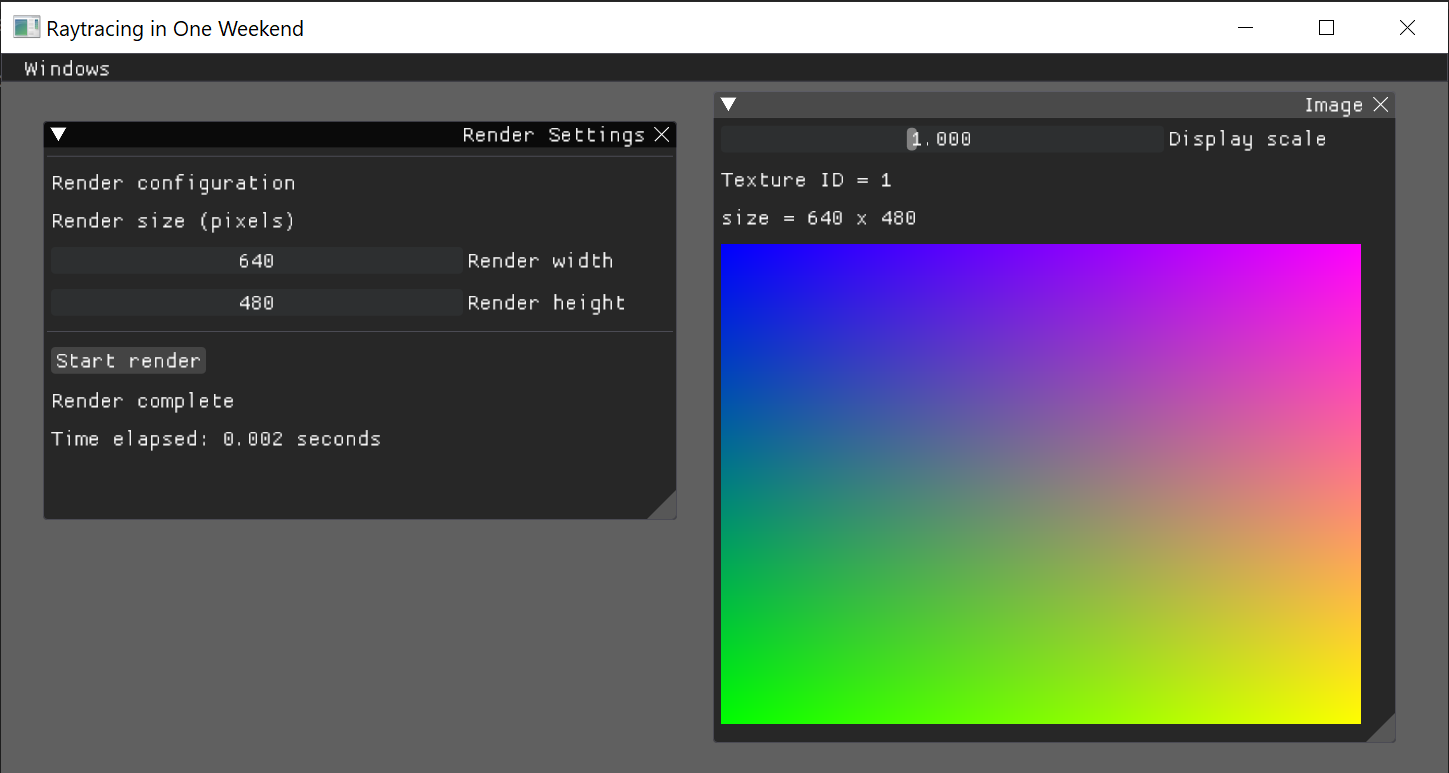 Raytracing in One Weekend
Windows
Render Settings
Render configuration
Render size (pixels)
640 Render width
480 Render height
Start render
Render complete
Time elapsed: 0.002 seconds
Image
1.000 Display scale
Texture ID = 1
size = 640 x 480